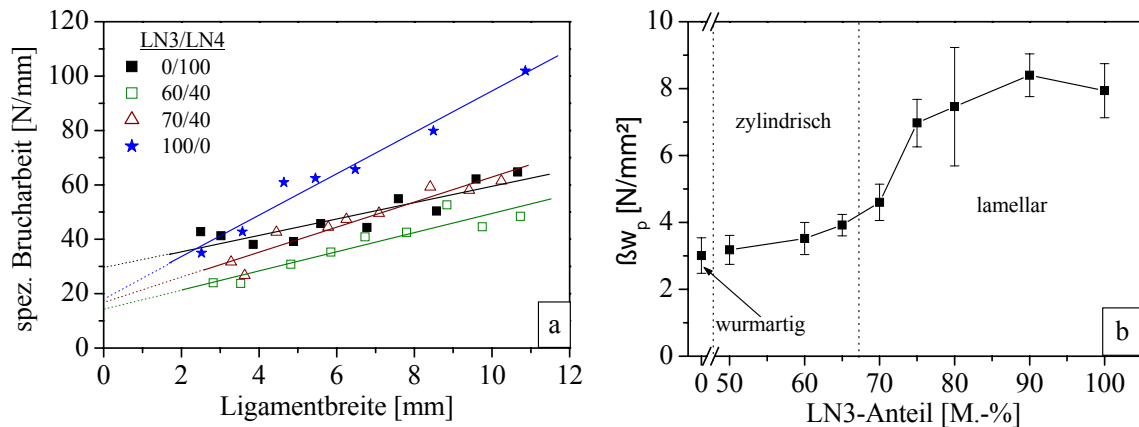 spez. Brucharbeit [N/mm]
120
100
80
60
40
20
0
LN3/LN4
0/100
60/40
70/40
100/0
a
0 2 4 6 8 10 12
Ligamentbreite [mm]
ßw_p [N/mm²]
10
8
6
4
2
0
zylindrisch
lamellar
wurmartig
b
0 50 60 70 80 90 100
LN3-Anteil [M.-%]